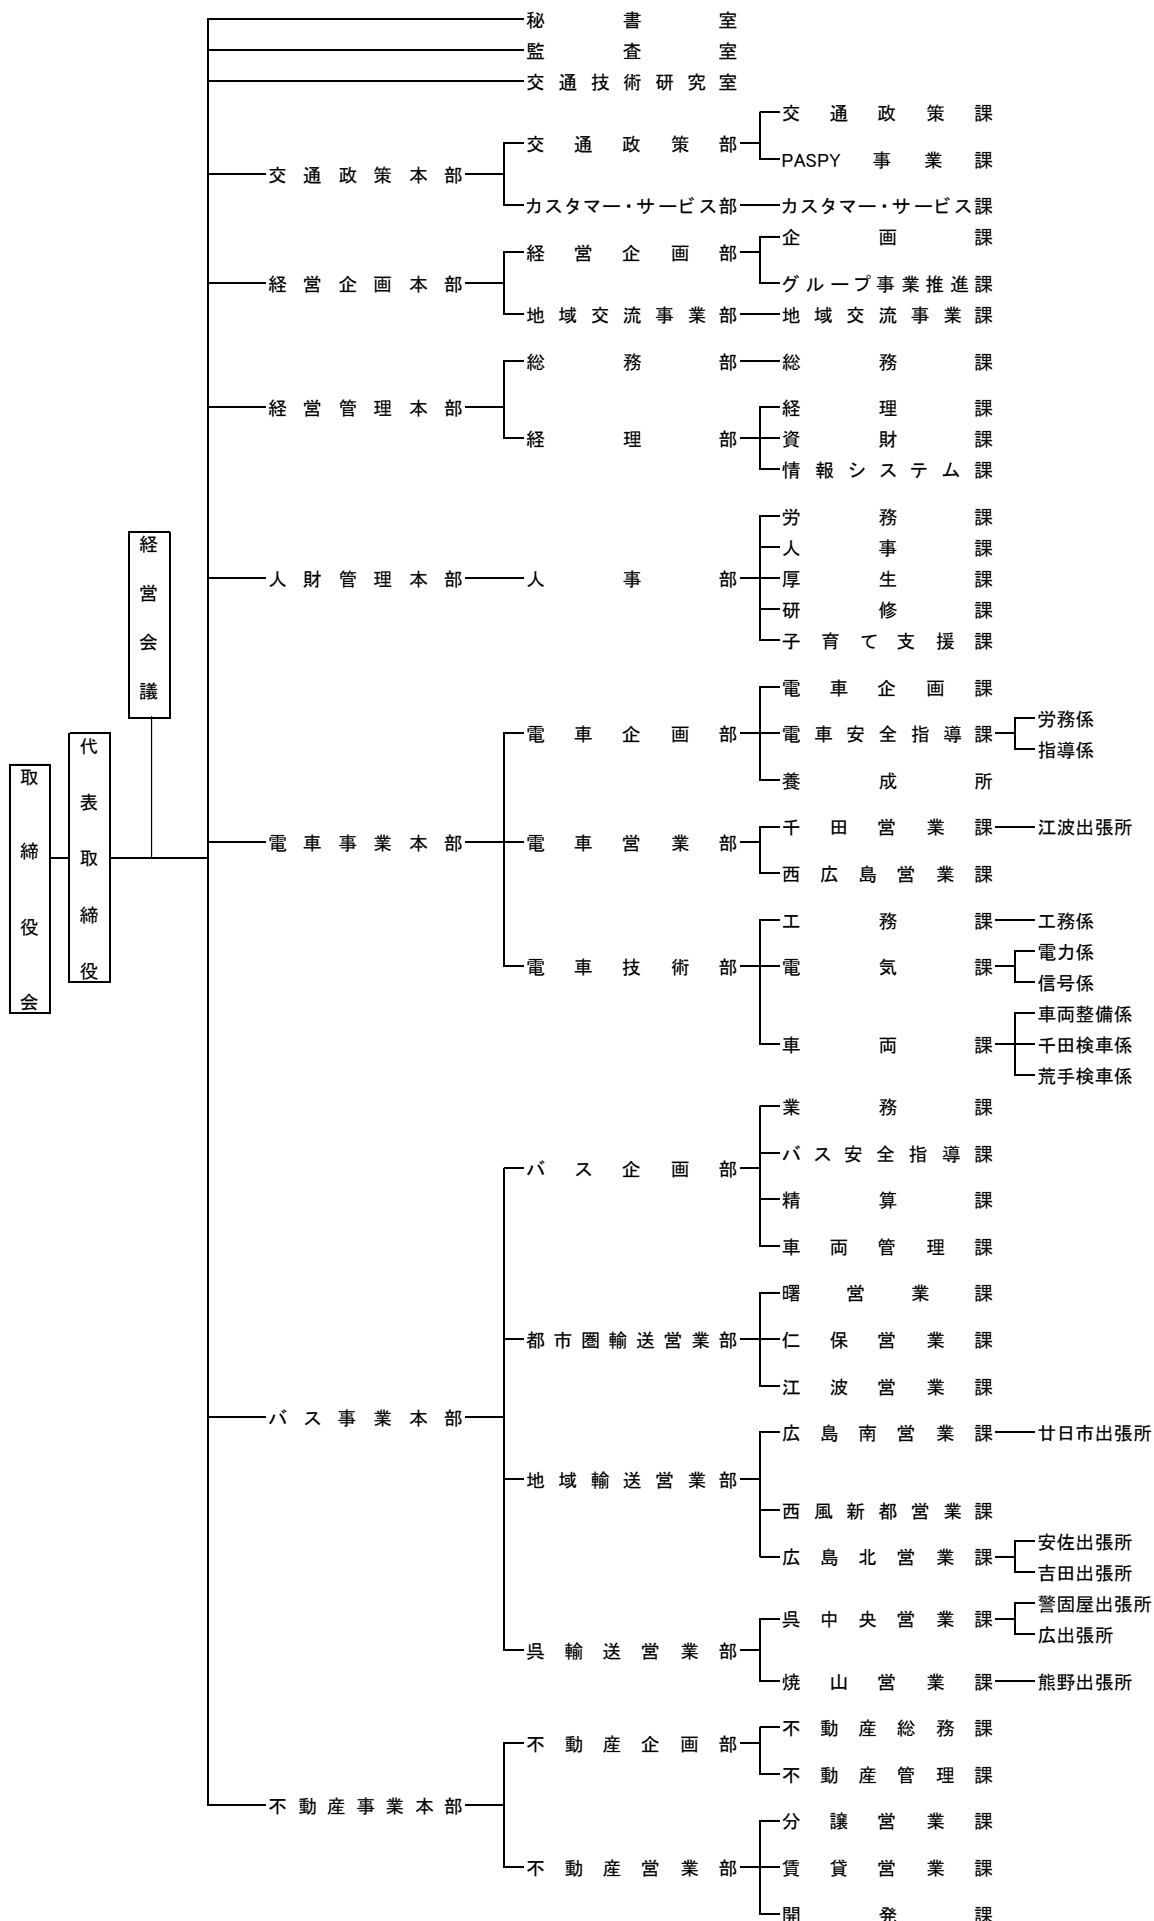 取締役会
代表取締役
経営会議
秘書室
監査室
交通技術研究室
交通政策本部
交通政策部
交通政策課
PASPY事業課
カスタマー・サービス部
カスタマー・サービス課
経営企画本部
経営企画部
企画課
グループ事業推進課
地域交流事業部
地域交流事業課
経営管理本部
総務部
総務課
経理部
経理課
資財課
情報システム課
人財管理本部
人事部
労務課
人事課
厚生課
研修課
子育て支援課
電車事業本部
電車企画部
電車企画課
電車安全指導課
労務係
指導係
養成所
電車営業部
千田営業課
江波出張所
西広島営業課
電車技術部
工務課
工務係
電気課
電力係
信号係
車両課
車両整備係
千田検車係
荒手検車係
バス事業本部
バス企画部
業務課
バス安全指導課
精算課
車両管理課
都市圏輸送営業部
曙営業課
仁保営業課
江波営業課
地域輸送営業部
広島南営業課
廿日市出張所
西風新都営業課
広島北営業課
安佐出張所
吉田出張所
呉輸送営業部
呉中央営業課
警固屋出張所
広出張所
焼山営業課
熊野出張所
不動産事業本部
不動産企画部
不動産総務課
不動産管理課
不動産営業部
分譲営業課
賃貸営業課
開発課